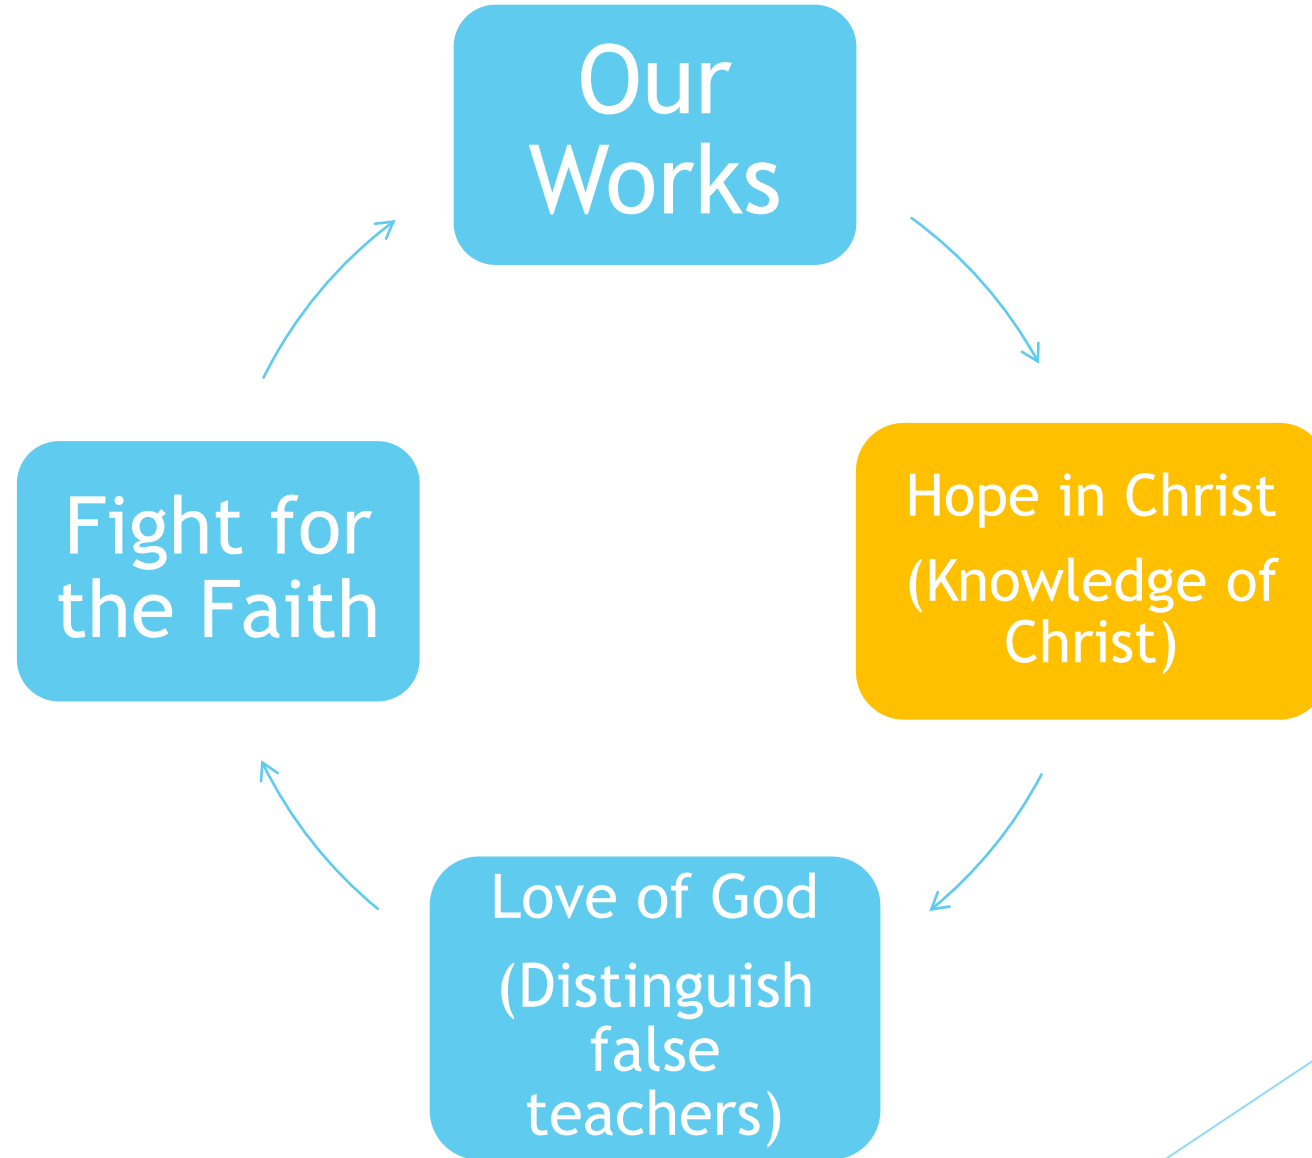 Our
Works
Hope in Christ
(Knowledge of
Christ)
Love of God
(Distinguish
false
teachers)
Fight for
the Faith